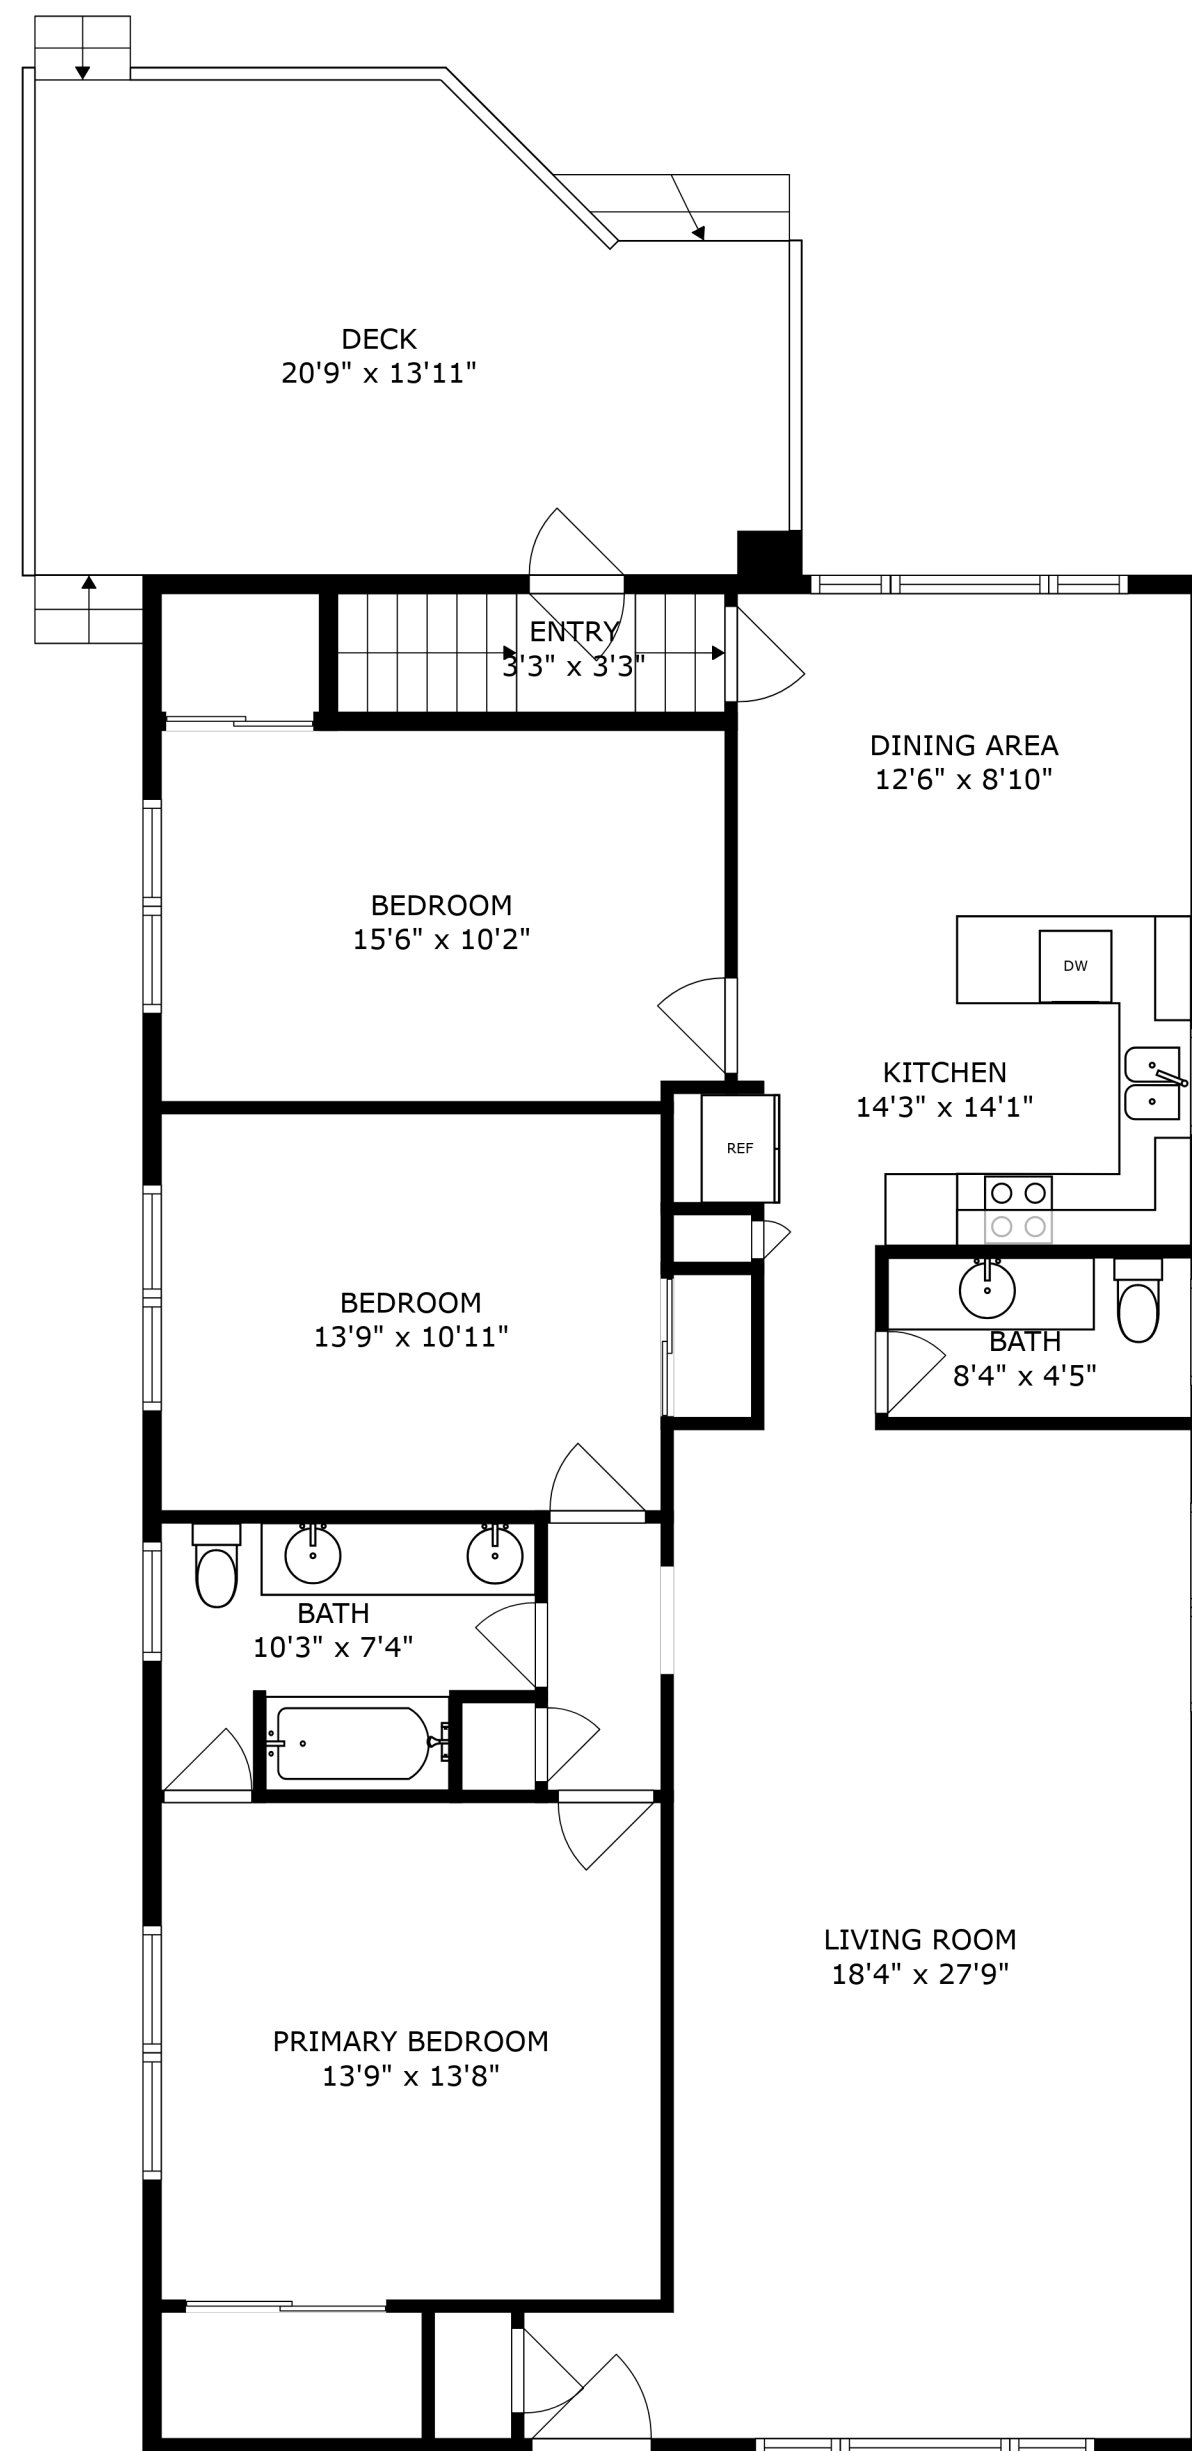 DECK
20'9" x 13'11"
ENTRY
3'3" x 3'3"
DINING AREA
12'6" x 8'10"
BEDROOM
15'6" x 10'2"
DW
KITCHEN
14'3" x 14'1"
REF
BEDROOM
13'9" x 10'11"
BATH
8'4" x 4'5"
BATH
10'3" x 7'4"
LIVING ROOM
18'4" x 27'9"
PRIMARY BEDROOM
13'9" x 13'8"